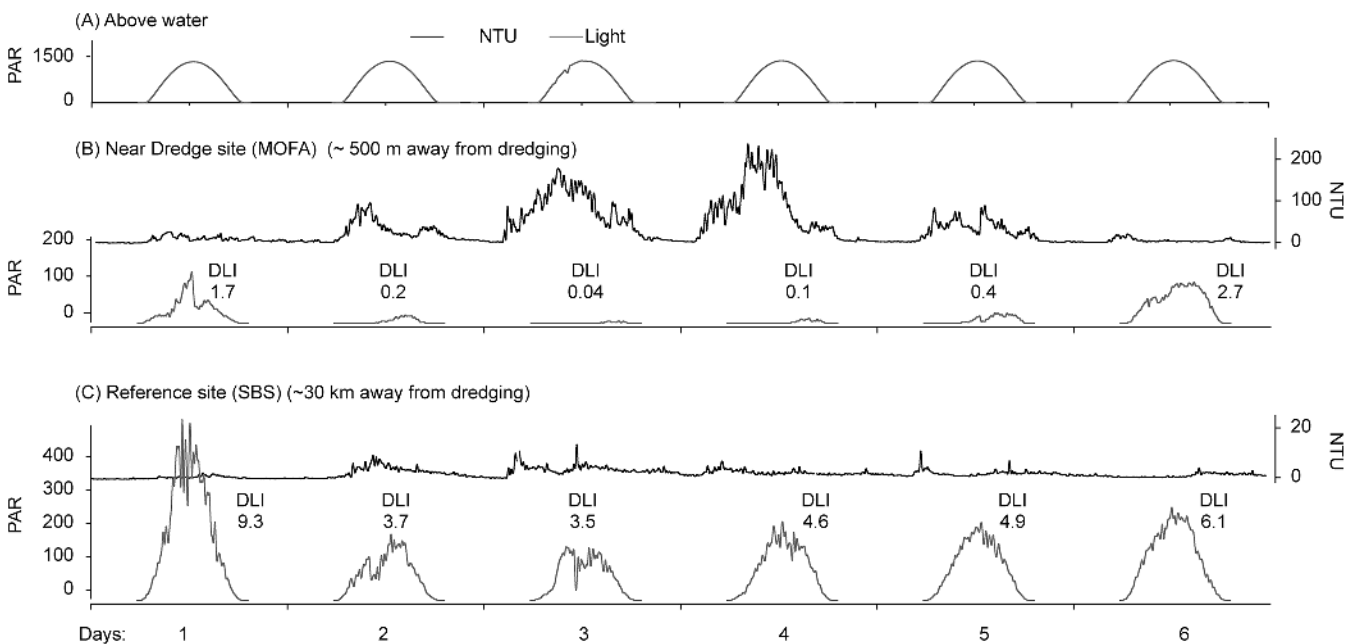 (A) Above water
NTU Light
PAR
1500
0
(B) Near Dredge site (MOFA) (~ 500 m away from dredging)
200
100
0
NTU
PAR
200
100
0
DLI 1.7
DLI 0.2
DLI 0.04
DLI 0.1
DLI 0.4
DLI 2.7
(C) Reference site (SBS) (~30 km away from dredging)
20
0
NTU
PAR
400
300
200
100
0
DLI 9.3
DLI 3.7
DLI 3.5
DLI 4.6
DLI 4.9
DLI 6.1
Days: 1 2 3 4 5 6